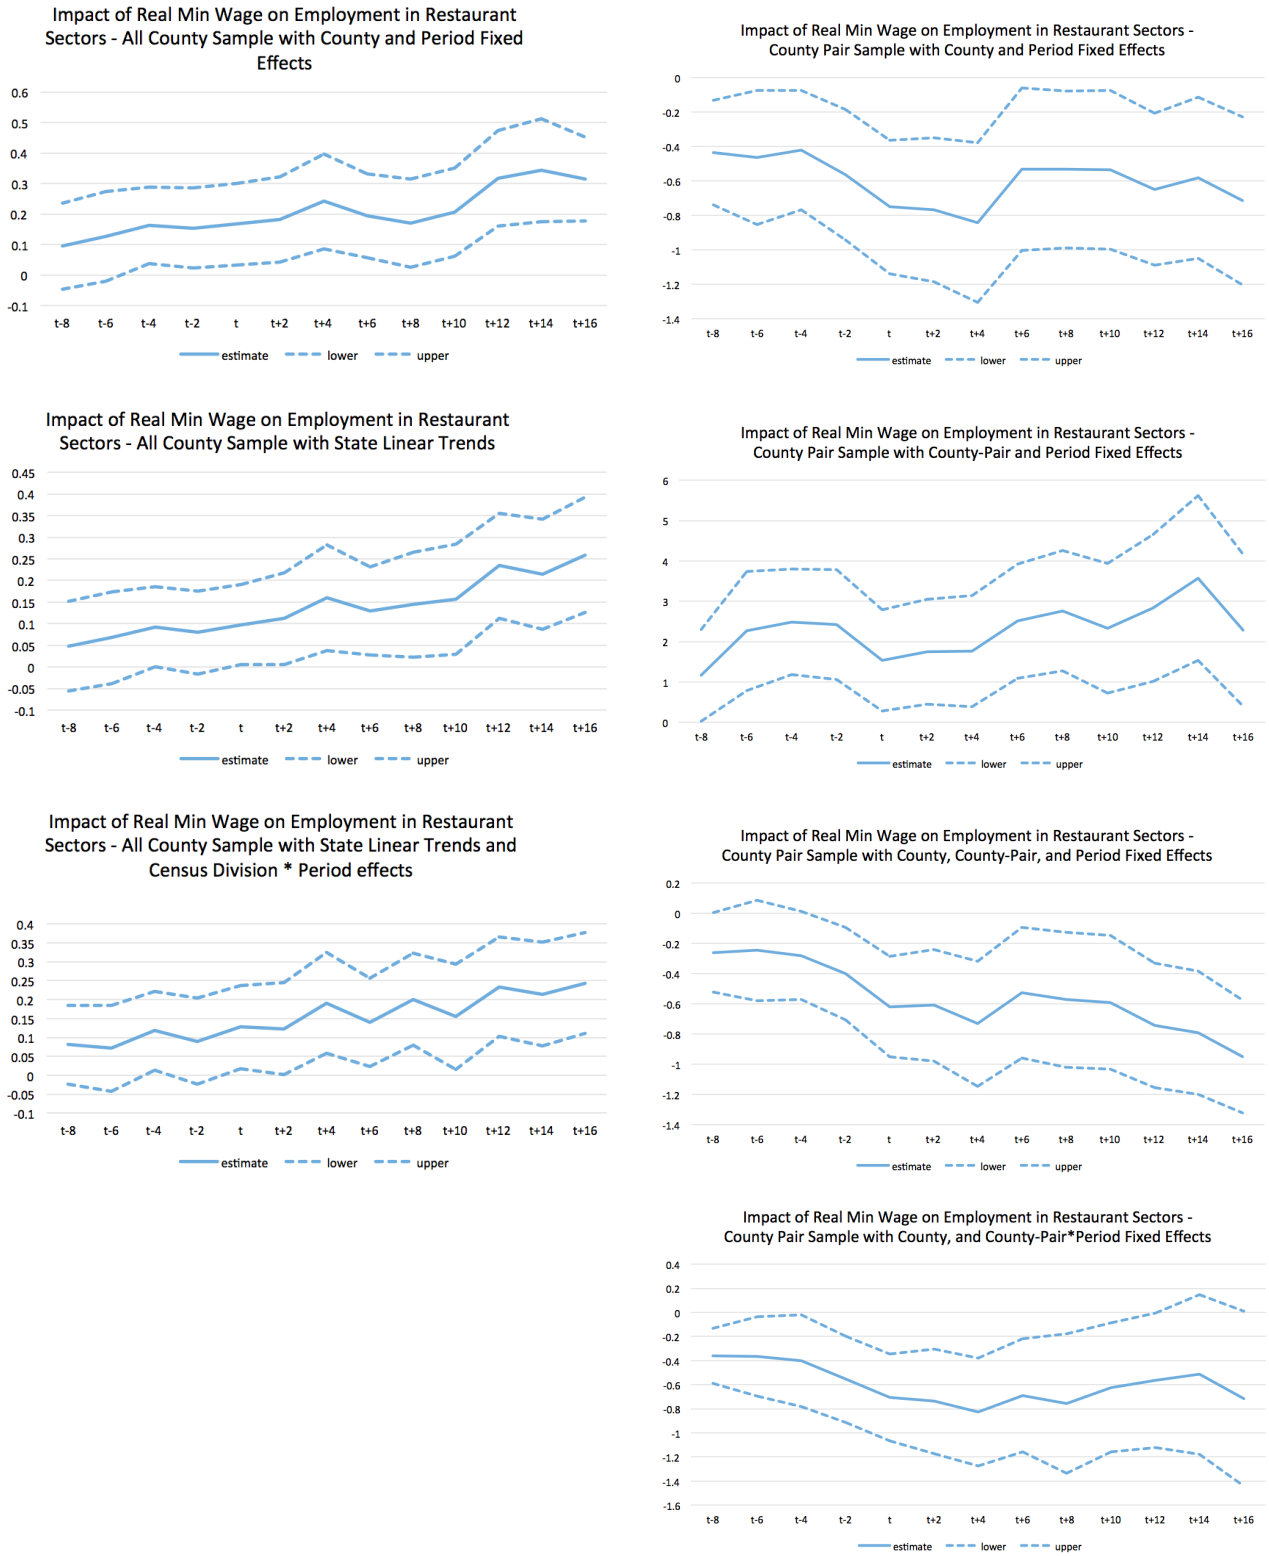 Impact of Real Min Wage on Employment in Restaurant
Sectors - All County Sample with County and Period Fixed
Effects
0.6
0.5
0.4
0.3
0.2
0.1
0
-0.1
t-8 t-6 t-4 t-2 t t+2 t+4 t+6 t+8 t+10 t+12 t+14 t+16
estimate lower upper
Impact of Real Min Wage on Employment in Restaurant Sectors -
County Pair Sample with County and Period Fixed Effects
0
-0.2
-0.4
-0.6
-0.8
-1
-1.2
-1.4
t-8 t-6 t-4 t-2 t t+2 t+4 t+6 t+8 t+10 t+12 t+14 t+16
estimate lower upper
Impact of Real Min Wage on Employment in Restaurant
Sectors - All County Sample with State Linear Trends
0.45
0.4
0.35
0.3
0.25
0.2
0.15
0.1
0.05
0
-0.05
-0.1
t-8 t-6 t-4 t-2 t t+2 t+4 t+6 t+8 t+10 t+12 t+14 t+16
estimate lower upper
Impact of Real Min Wage on Employment in Restaurant Sectors -
County Pair Sample with County-Pair and Period Fixed Effects
6
5
4
3
2
1
0
t-8 t-6 t-4 t-2 t t+2 t+4 t+6 t+8 t+10 t+12 t+14 t+16
estimate lower upper
Impact of Real Min Wage on Employment in Restaurant
Sectors - All County Sample with State Linear Trends and
Census Division * Period effects
0.4
0.35
0.3
0.25
0.2
0.15
0.1
0.05
0
-0.05
-0.1
t-8 t-6 t-4 t-2 t t+2 t+4 t+6 t+8 t+10 t+12 t+14 t+16
estimate lower upper
Impact of Real Min Wage on Employment in Restaurant Sectors -
County Pair Sample with County, County-Pair, and Period Fixed Effects
0.2
0
-0.2
-0.4
-0.6
-0.8
-1
-1.2
-1.4
t-8 t-6 t-4 t-2 t t+2 t+4 t+6 t+8 t+10 t+12 t+14 t+16
estimate lower upper
Impact of Real Min Wage on Employment in Restaurant Sectors -
County Pair Sample with County, and County-Pair*Period Fixed Effects
0.4
0.2
0
-0.2
-0.4
-0.6
-0.8
-1
-1.2
-1.4
-1.6
t-8 t-6 t-4 t-2 t t+2 t+4 t+6 t+8 t+10 t+12 t+14 t+16
estimate lower upper